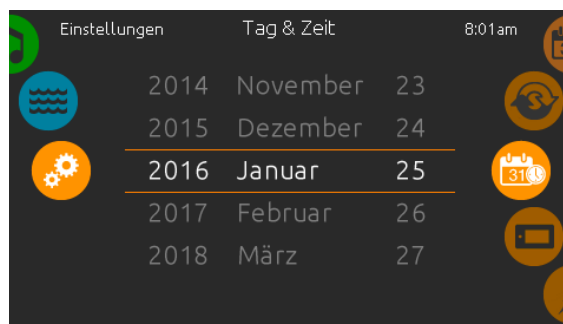 Einstellungen Tag & Zeit 8:01am
2014 November 23
2015 Dezember 24
2016 Januar 25
31
2017 Februar 26
2018 März 27